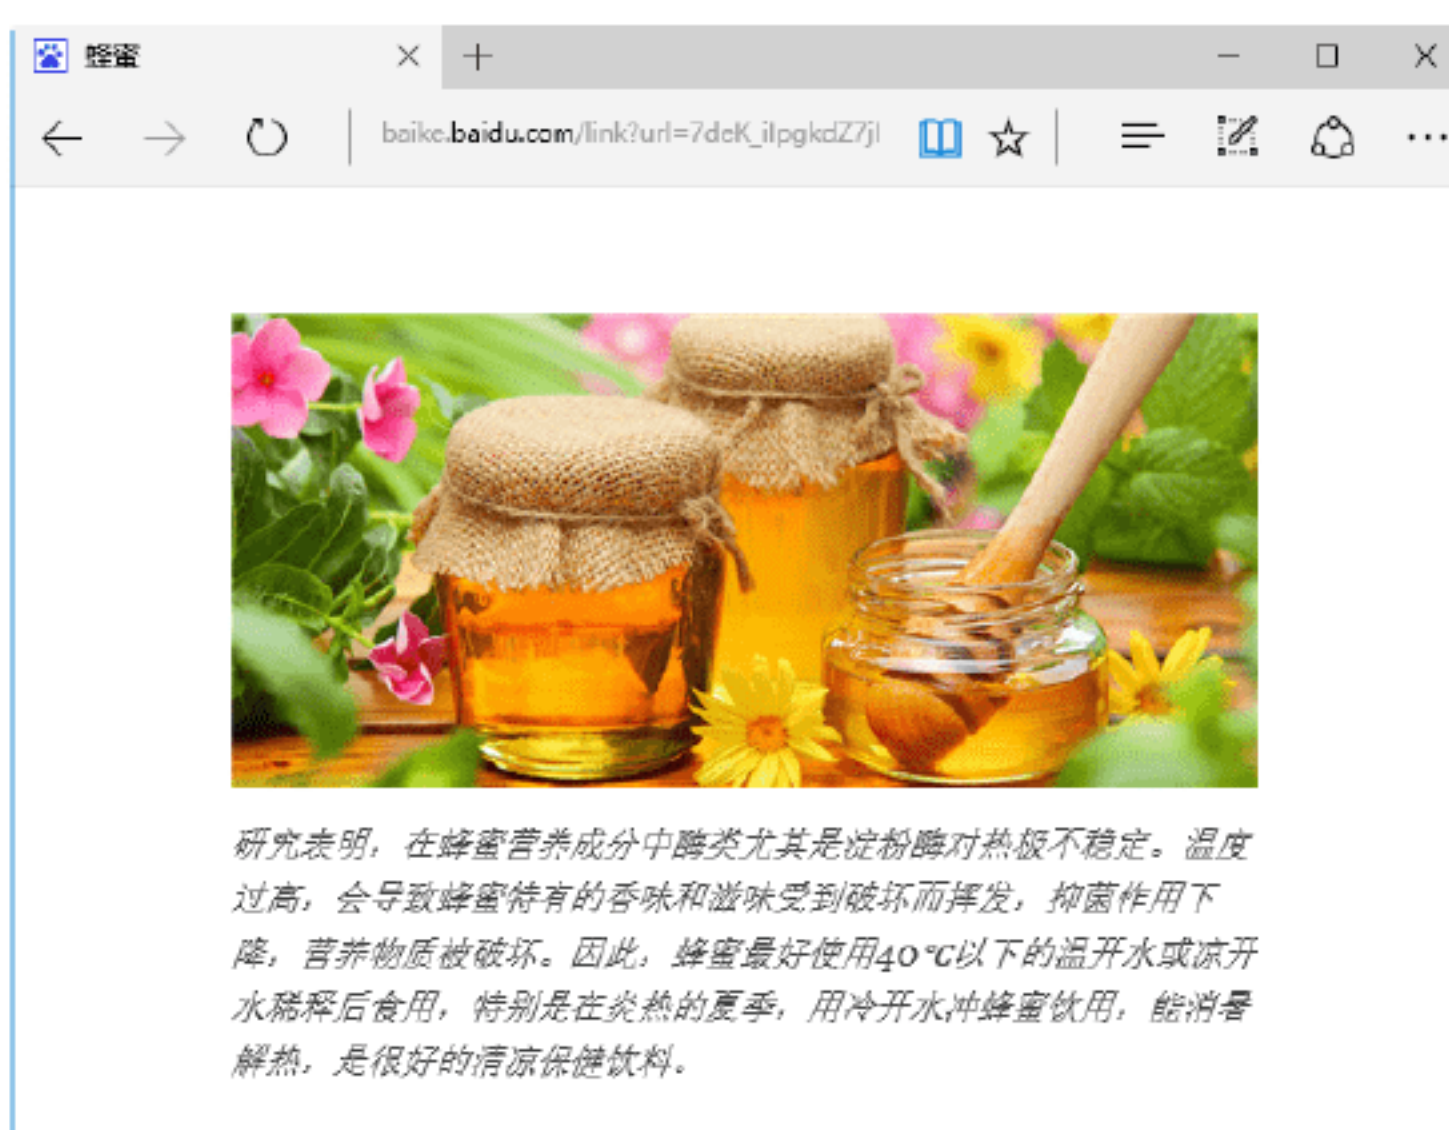 蜂蜜
baike.baidu.com/link?url=7deK_ilpgkdZ7jl
研究表明，在蜂蜜营养成分中酶类尤其是淀粉酶对热极不稳定。温度
过高，会导致蜂蜜特有的香味和滋味受到破坏而挥发，抑菌作用下
降，营养物质被破坏。因此，蜂蜜最好使用40℃以下的温开水或凉开
水稀释后食用，特别是在炎热的夏季，用冷开水冲蜂蜜饮用，能消暑
解热，是很好的清凉保健饮料。